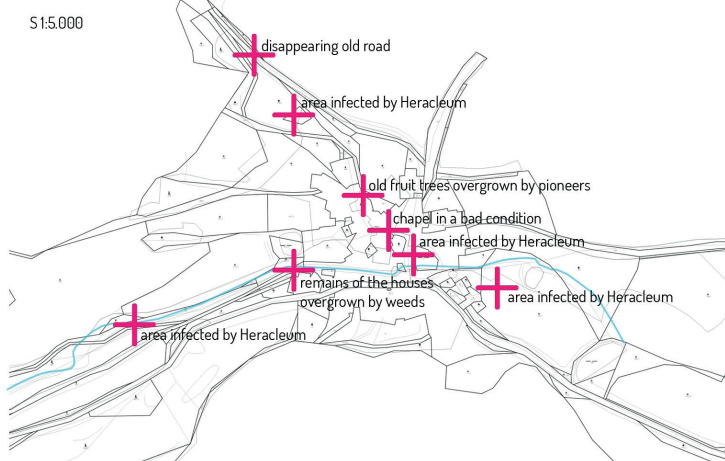 S 1:5.000
disappearing old road
area infected by Heracleum
old fruit trees overgrown by pioneers
chapel in a bad condition
area infected by Heracleum
remains of the houses
overgrown by weeds
area infected by Heracleum
area infected by Heracleum